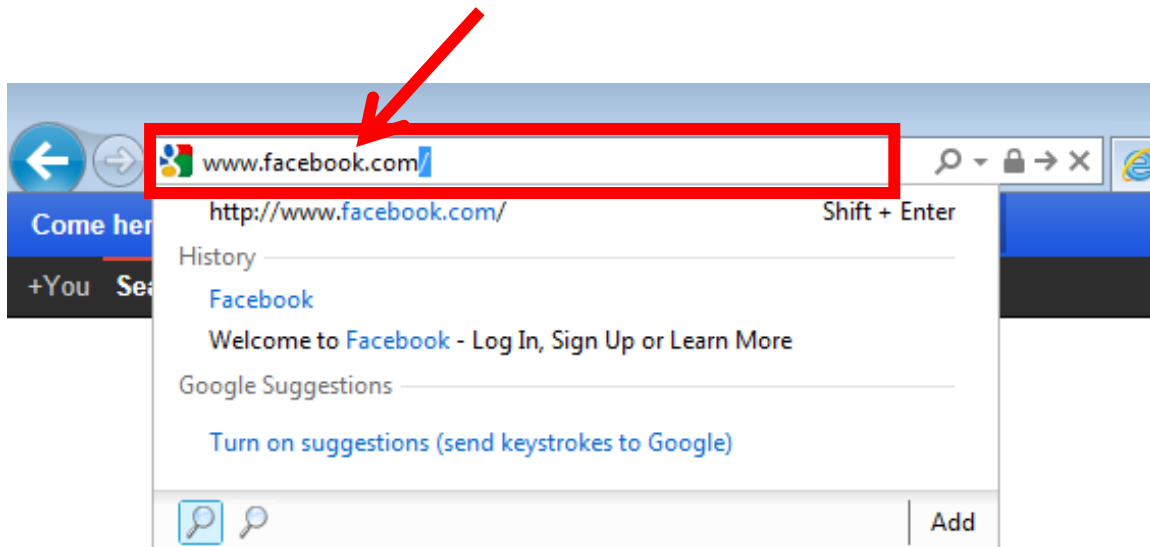 www.facebook.com/
http://www.facebook.com/ Shift + Enter
Come her
History
+You Sea
Facebook
Welcome to Facebook - Log In, Sign Up or Learn More
Google Suggestions
Turn on suggestions (send keystrokes to Google)
Add